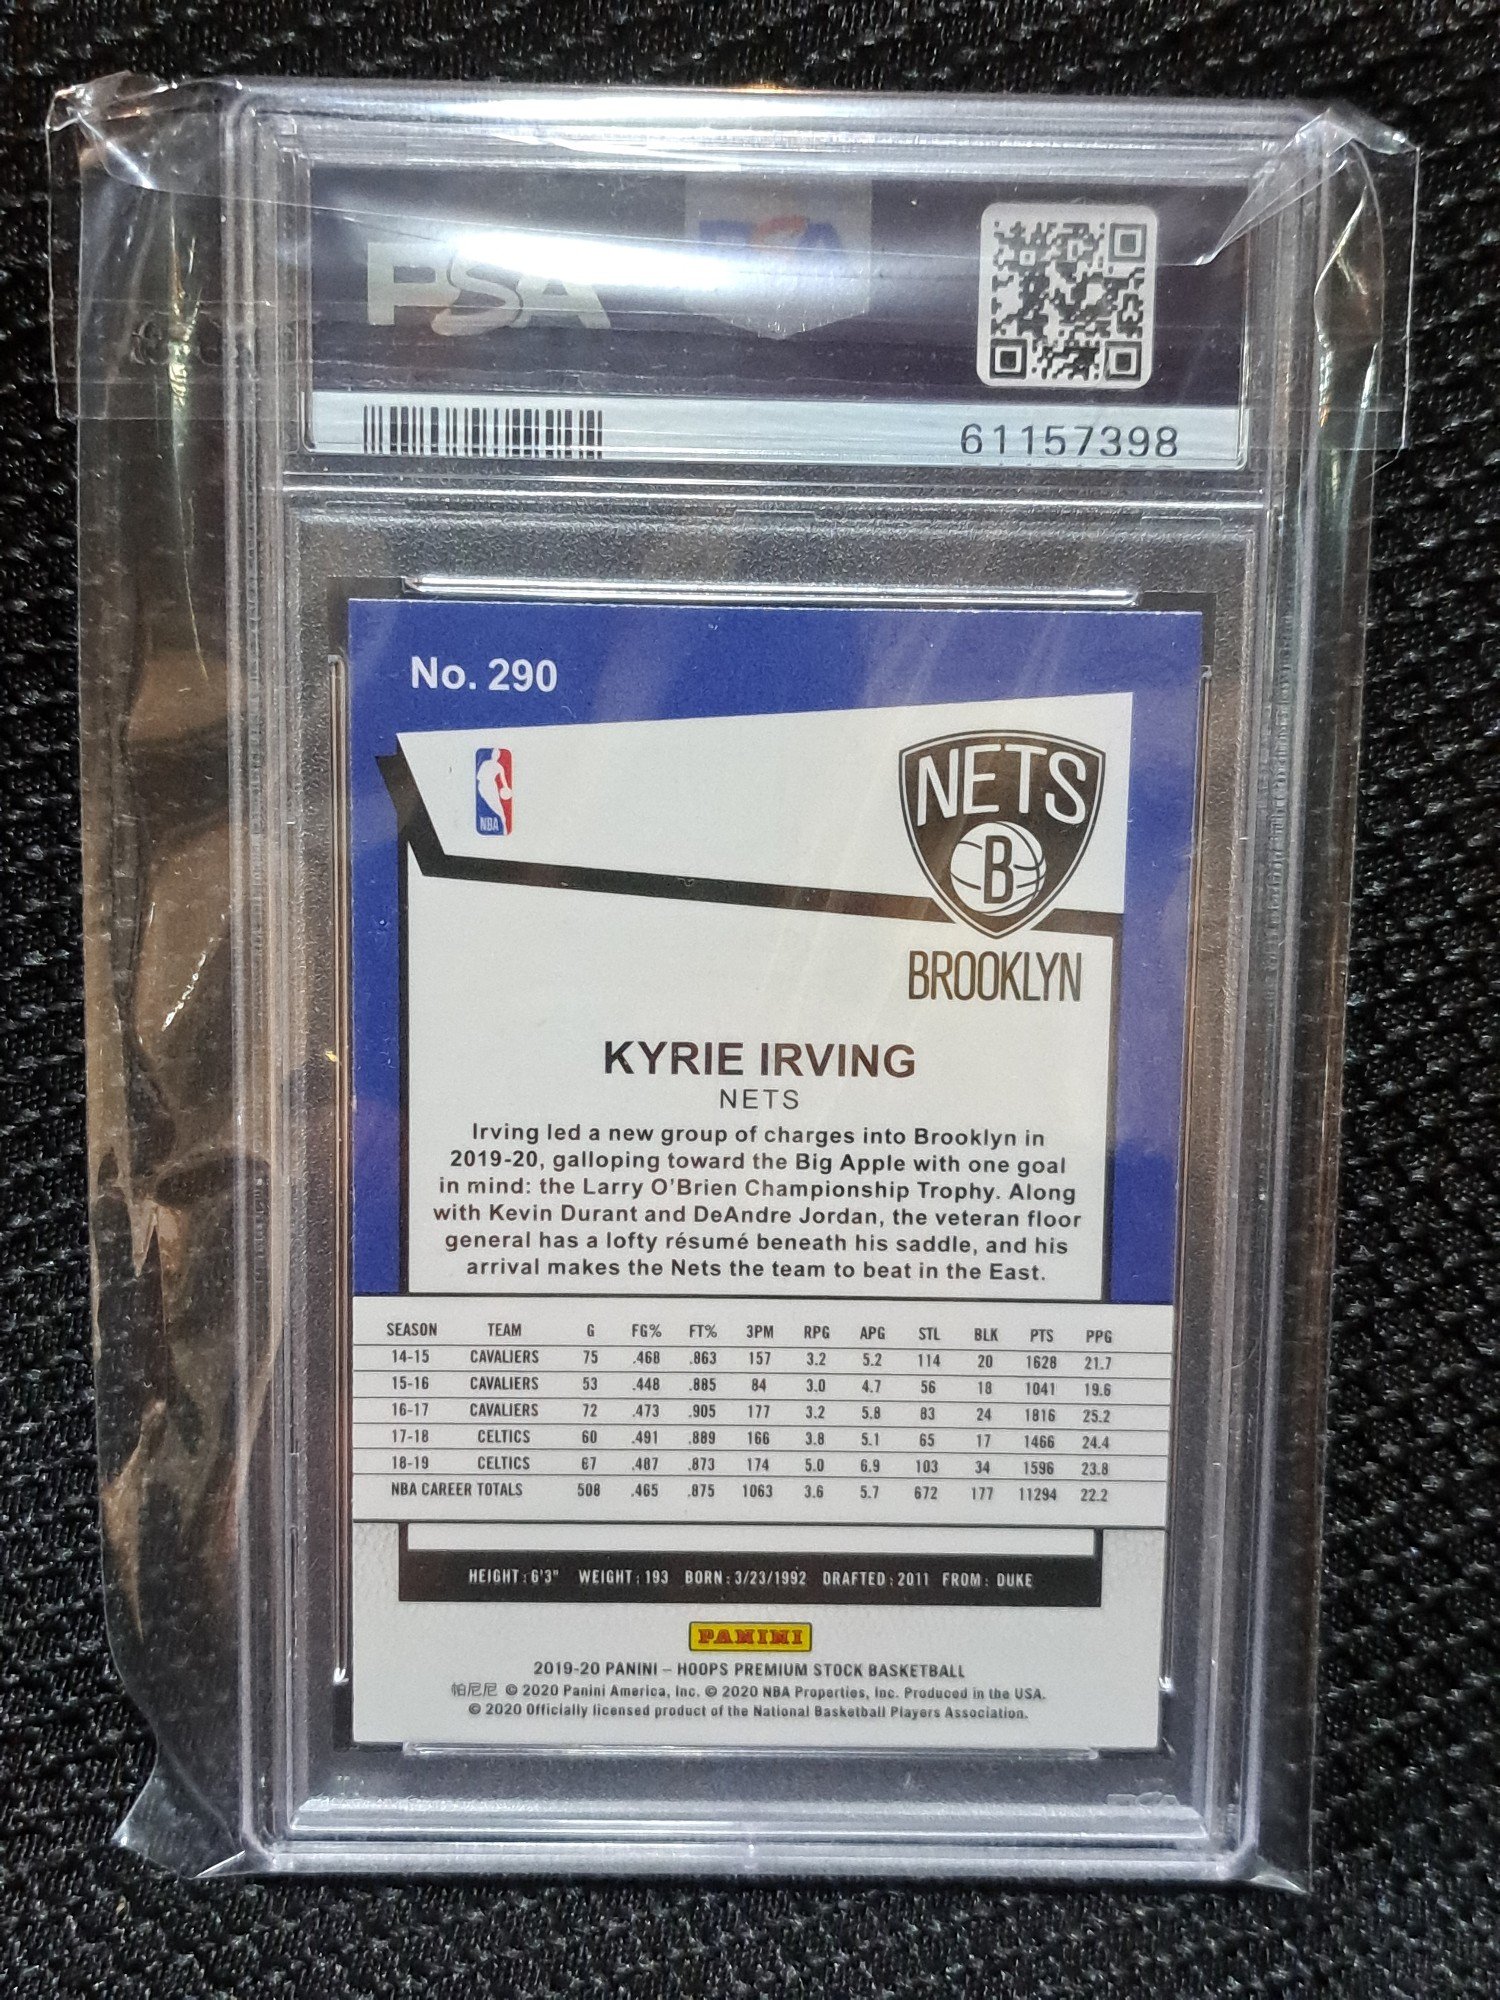 PSA
PSA
61157398
No. 290
NBA
NETS
B
BROOKLYN
KYRIE IRVING
NETS
Irving led a new group of charges into Brooklyn in
2019-20, galloping toward the Big Apple with one goal
in mind: the Larry O'Brien Championship Trophy. Along
with Kevin Durant and DeAndre Jordan, the veteran floor
general has a lofty résumé beneath his saddle, and his
arrival makes the Nets the team to beat in the East.
SEASON TEAM G FG% FT% 3PM RPG APG STL BLK PTS PPG
14-15 CAVALIERS 75 .468 .863 157 3.2 5.2 114 20 1628 21.7
15-16 CAVALIERS 53 .448 .885 84 3.0 4.7 56 18 1041 19.6
16-17 CAVALIERS 72 .473 .905 177 3.2 5.8 83 24 1816 25.2
17-18 CELTICS 60 .491 .889 166 3.8 5.1 65 17 1466 24.4
18-19 CELTICS 67 .487 .873 174 5.0 6.9 103 34 1596 23.8
NBA CAREER TOTALS 508 .465 .875 1063 3.6 5.7 672 177 11294 22.2
HEIGHT: 6'3" WEIGHT: 193 BORN: 3/23/1992 DRAFTED: 2011 FROM: DUKE
PANINI
2019-20 PANINI – HOOPS PREMIUM STOCK BASKETBALL
帕尼尼 © 2020 Panini America, Inc. © 2020 NBA Properties, Inc. Produced in the USA.
© 2020 Officially licensed product of the National Basketball Players Association.